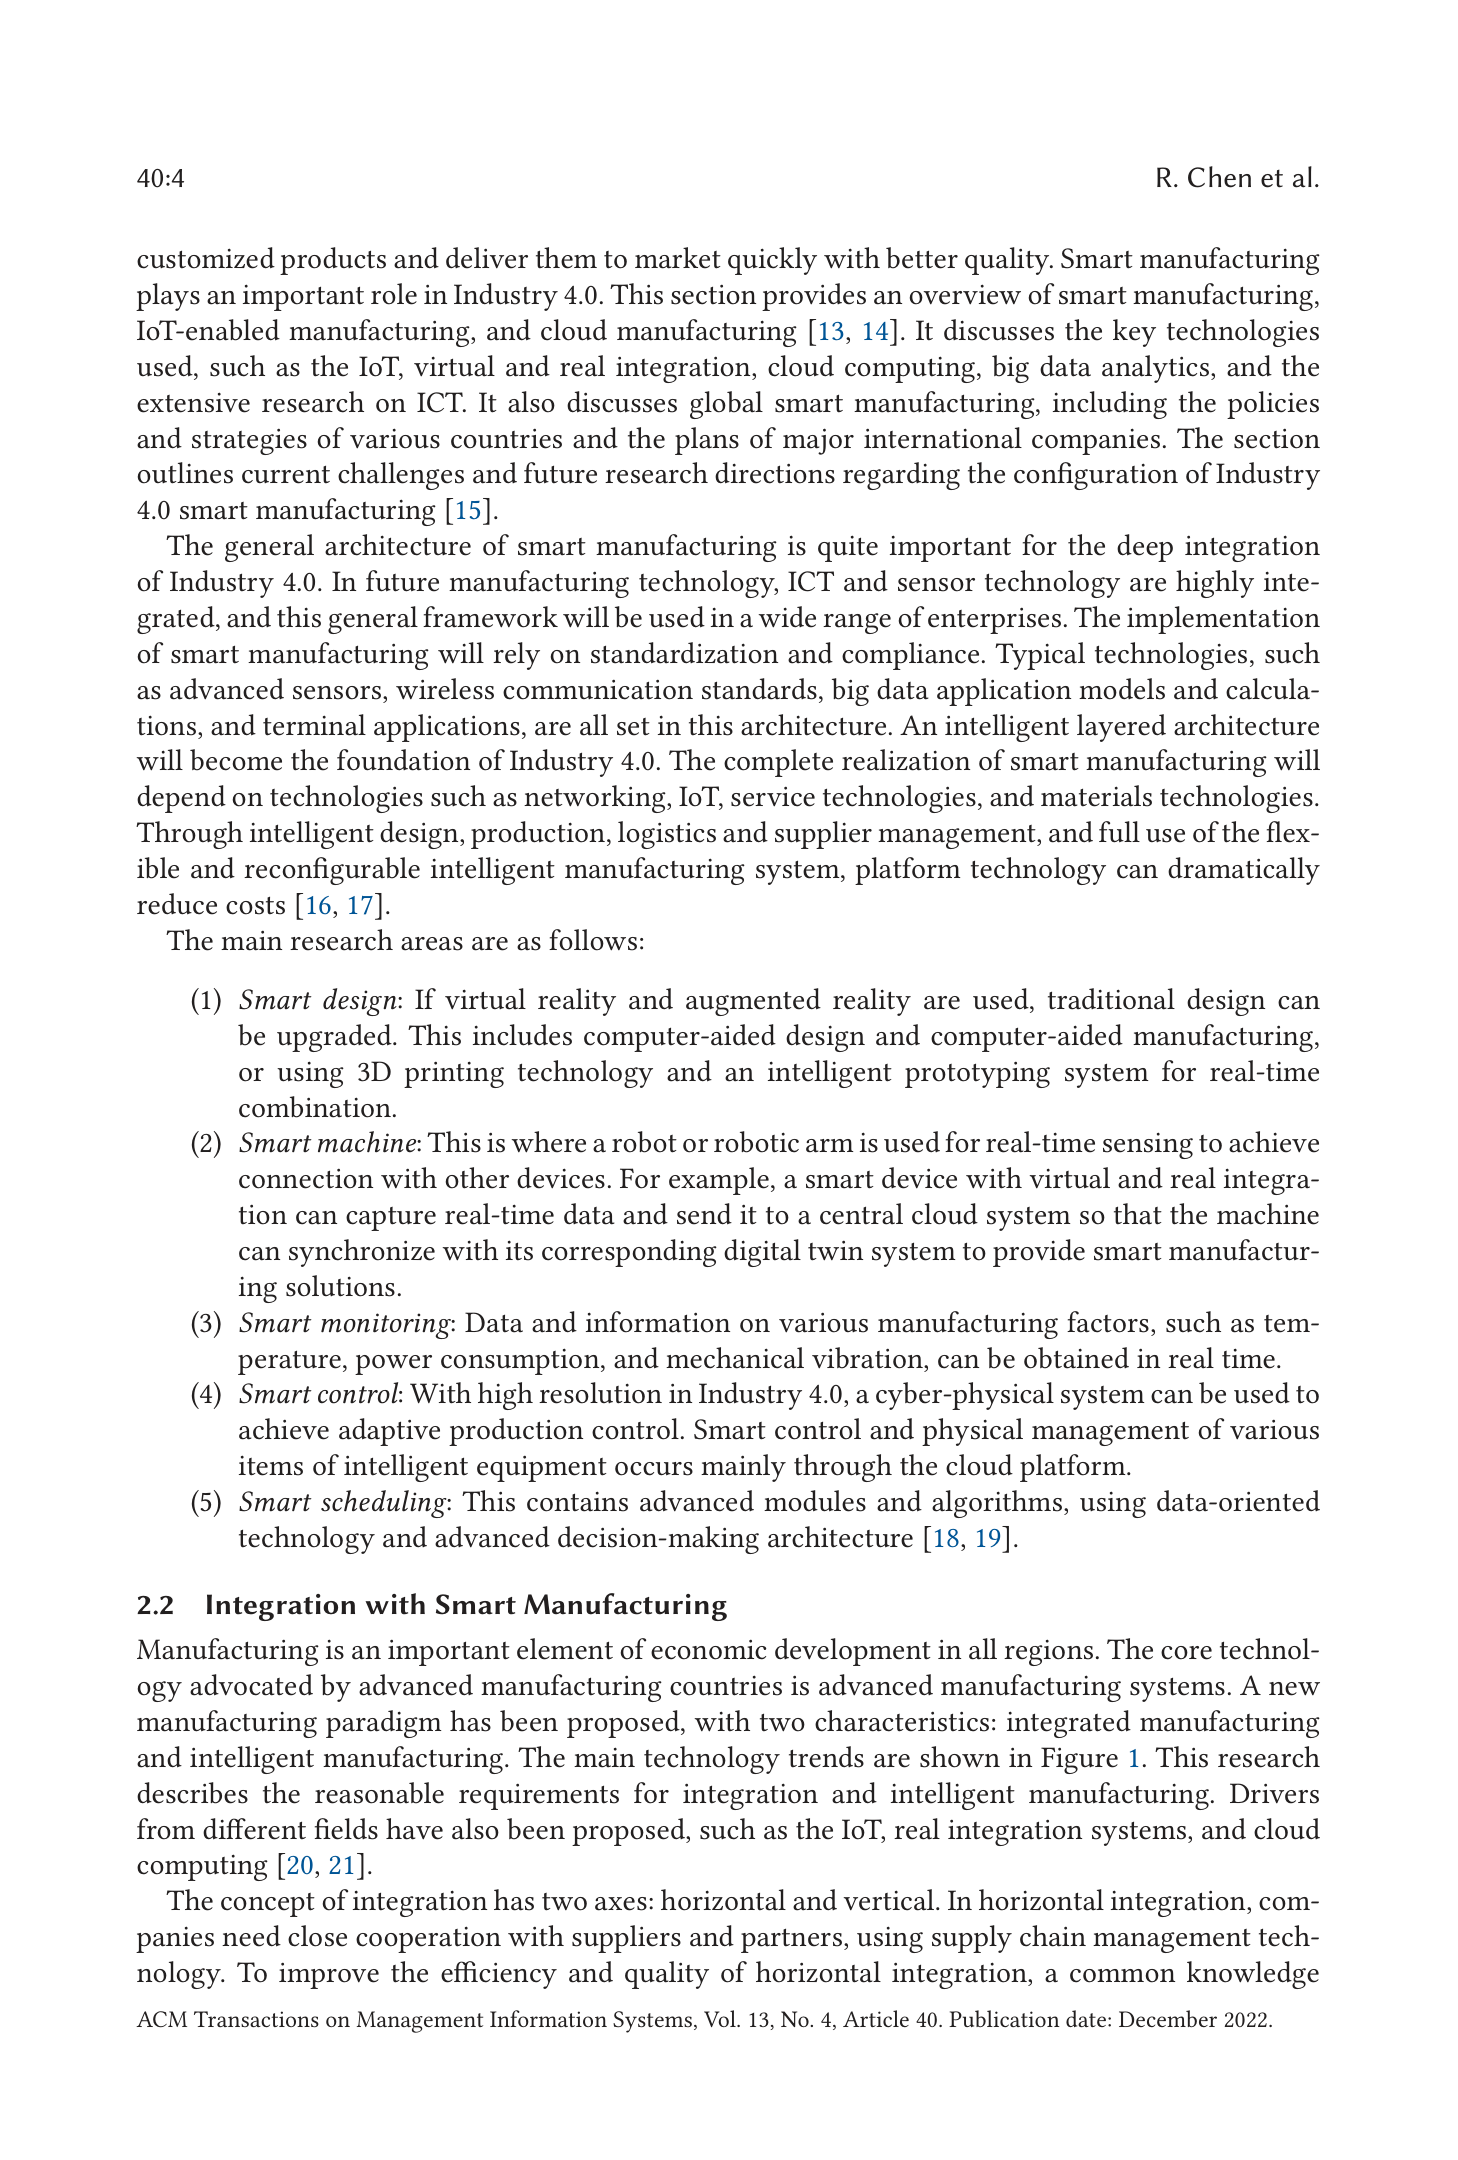 40:4
R. Chen et al.
customized products and deliver them to market quickly with better quality. Smart manufacturing
plays an important role in Industry 4.0. This section provides an overview of smart manufacturing,
IoT-enabled manufacturing, and cloud manufacturing [13, 14]. It discusses the key technologies
used, such as the IoT, virtual and real integration, cloud computing, big data analytics, and the
extensive research on ICT. It also discusses global smart manufacturing, including the policies
and strategies of various countries and the plans of major international companies. The section
outlines current challenges and future research directions regarding the configuration of Industry
4.0 smart manufacturing [15].
The general architecture of smart manufacturing is quite important for the deep integration
of Industry 4.0. In future manufacturing technology, ICT and sensor technology are highly inte-
grated, and this general framework will be used in a wide range of enterprises. The implementation
of smart manufacturing will rely on standardization and compliance. Typical technologies, such
as advanced sensors, wireless communication standards, big data application models and calcula-
tions, and terminal applications, are all set in this architecture. An intelligent layered architecture
will become the foundation of Industry 4.0. The complete realization of smart manufacturing will
depend on technologies such as networking, IoT, service technologies, and materials technologies.
Through intelligent design, production, logistics and supplier management, and full use of the flex-
ible and reconfigurable intelligent manufacturing system, platform technology can dramatically
reduce costs [16, 17].
The main research areas are as follows:
(1) Smart design: If virtual reality and augmented reality are used, traditional design can
be upgraded. This includes computer-aided design and computer-aided manufacturing,
or using 3D printing technology and an intelligent prototyping system for real-time
combination.
(2) Smart machine: This is where a robot or robotic arm is used for real-time sensing to achieve
connection with other devices. For example, a smart device with virtual and real integra-
tion can capture real-time data and send it to a central cloud system so that the machine
can synchronize with its corresponding digital twin system to provide smart manufactur-
ing solutions.
(3) Smart monitoring: Data and information on various manufacturing factors, such as tem-
perature, power consumption, and mechanical vibration, can be obtained in real time.
(4) Smart control: With high resolution in Industry 4.0, a cyber-physical system can be used to
achieve adaptive production control. Smart control and physical management of various
items of intelligent equipment occurs mainly through the cloud platform.
(5) Smart scheduling: This contains advanced modules and algorithms, using data-oriented
technology and advanced decision-making architecture [18, 19].
2.2 Integration with Smart Manufacturing
Manufacturing is an important element of economic development in all regions. The core technol-
ogy advocated by advanced manufacturing countries is advanced manufacturing systems. A new
manufacturing paradigm has been proposed, with two characteristics: integrated manufacturing
and intelligent manufacturing. The main technology trends are shown in Figure 1. This research
describes the reasonable requirements for integration and intelligent manufacturing. Drivers
from different fields have also been proposed, such as the IoT, real integration systems, and cloud
computing [20, 21].
The concept of integration has two axes: horizontal and vertical. In horizontal integration, com-
panies need close cooperation with suppliers and partners, using supply chain management tech-
nology. To improve the efficiency and quality of horizontal integration, a common knowledge
ACM Transactions on Management Information Systems, Vol. 13, No. 4, Article 40. Publication date: December 2022.